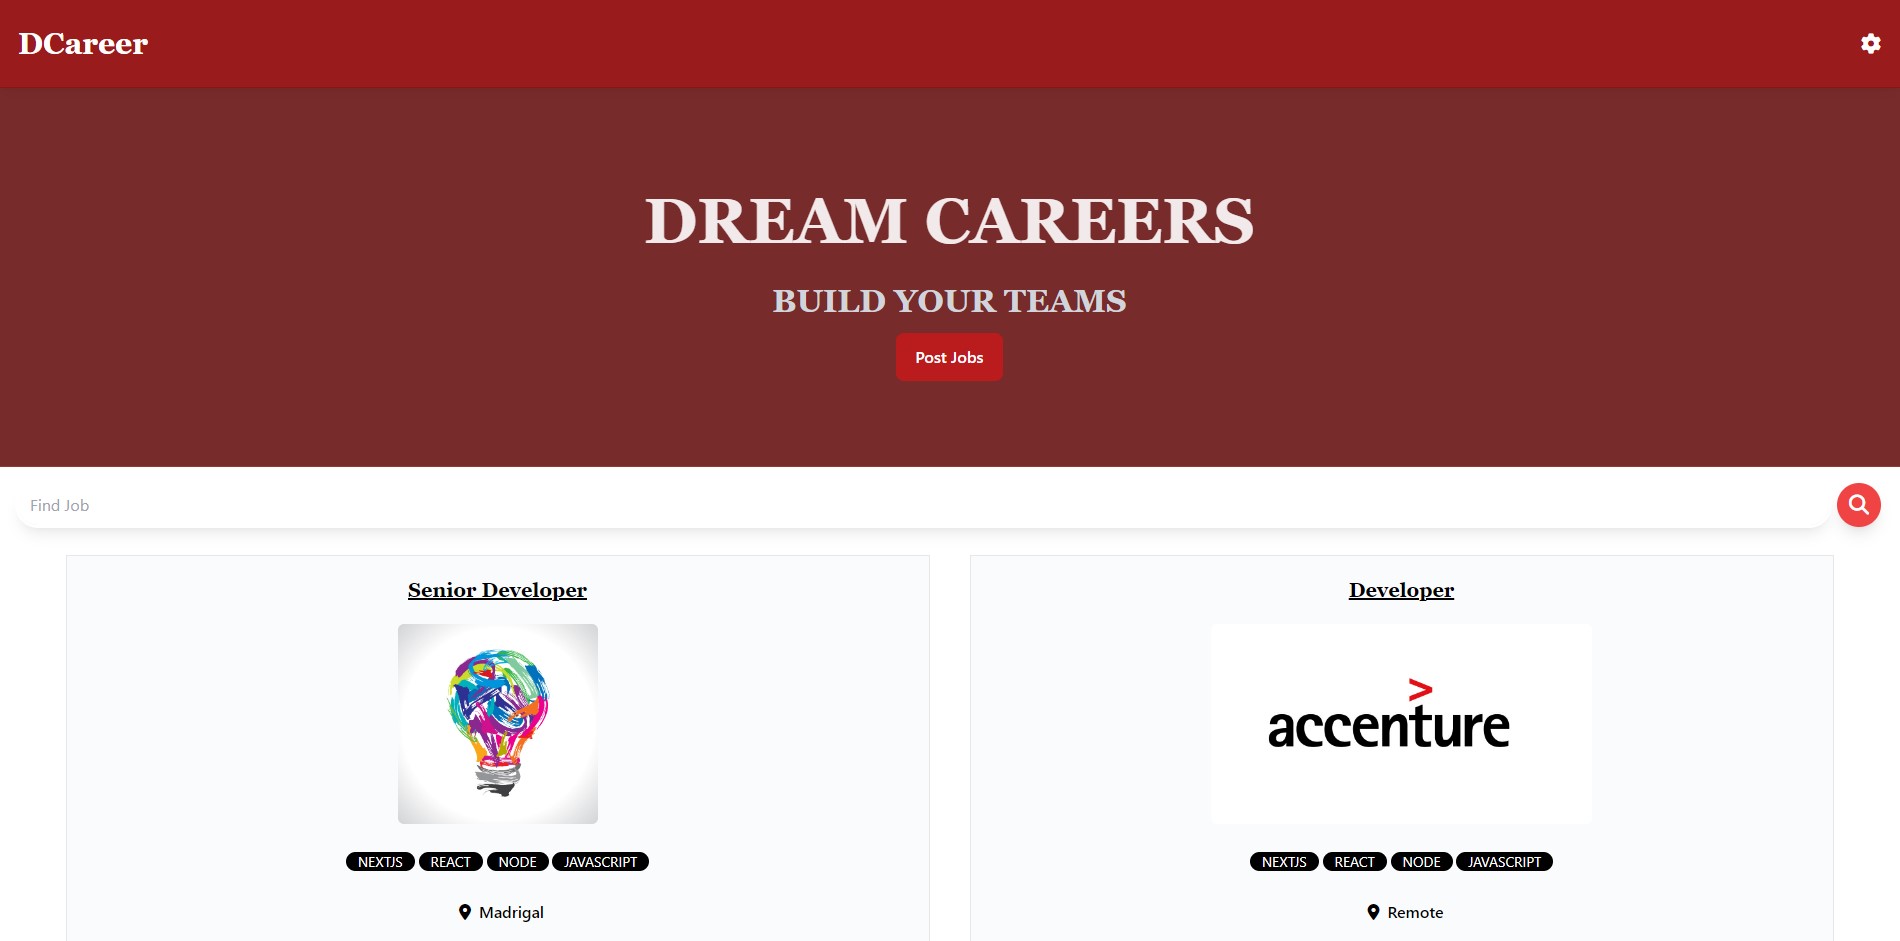 DCareer
DREAM CAREERS
BUILD YOUR TEAMS
Post Jobs
Find Job
Senior Developer
NEXTJS REACT NODE JAVASCRIPT
Madrigal
Developer
>
accenture
NEXTJS REACT NODE JAVASCRIPT
Remote